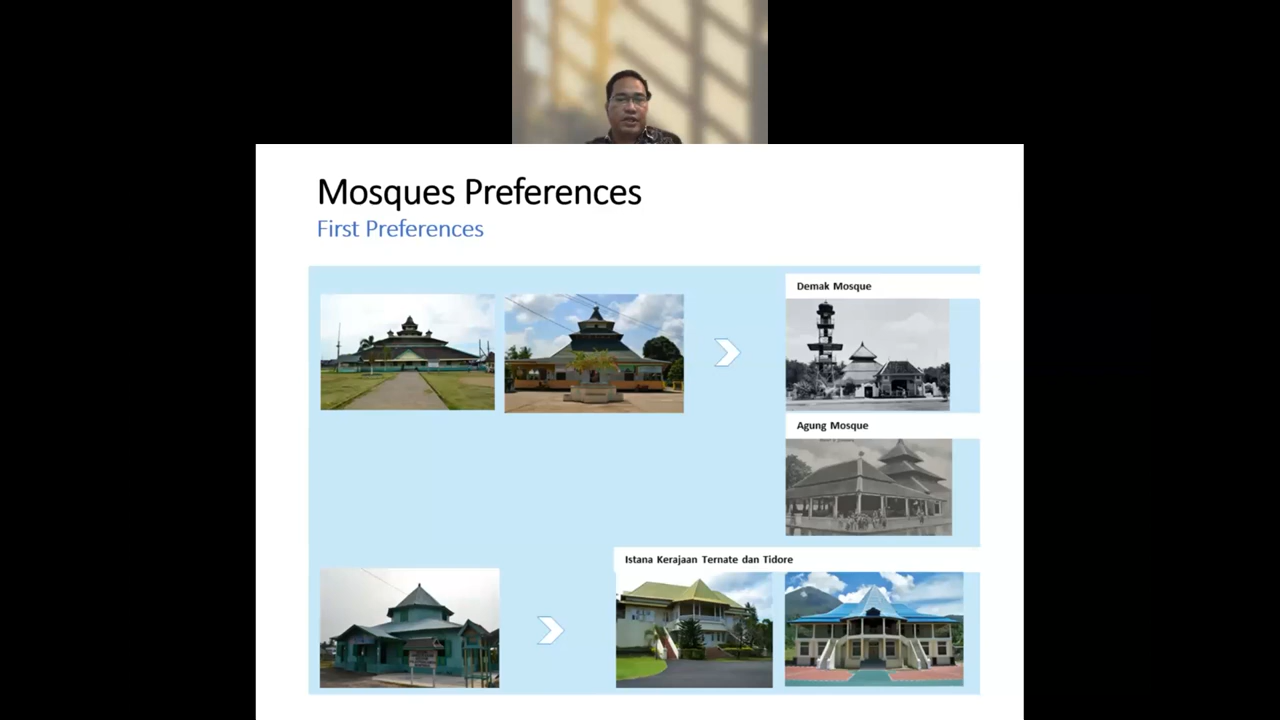 Mosques Preferences
First Preferences
Demak Mosque
Agung Mosque
Istana Kerajaan Ternate dan Tidore